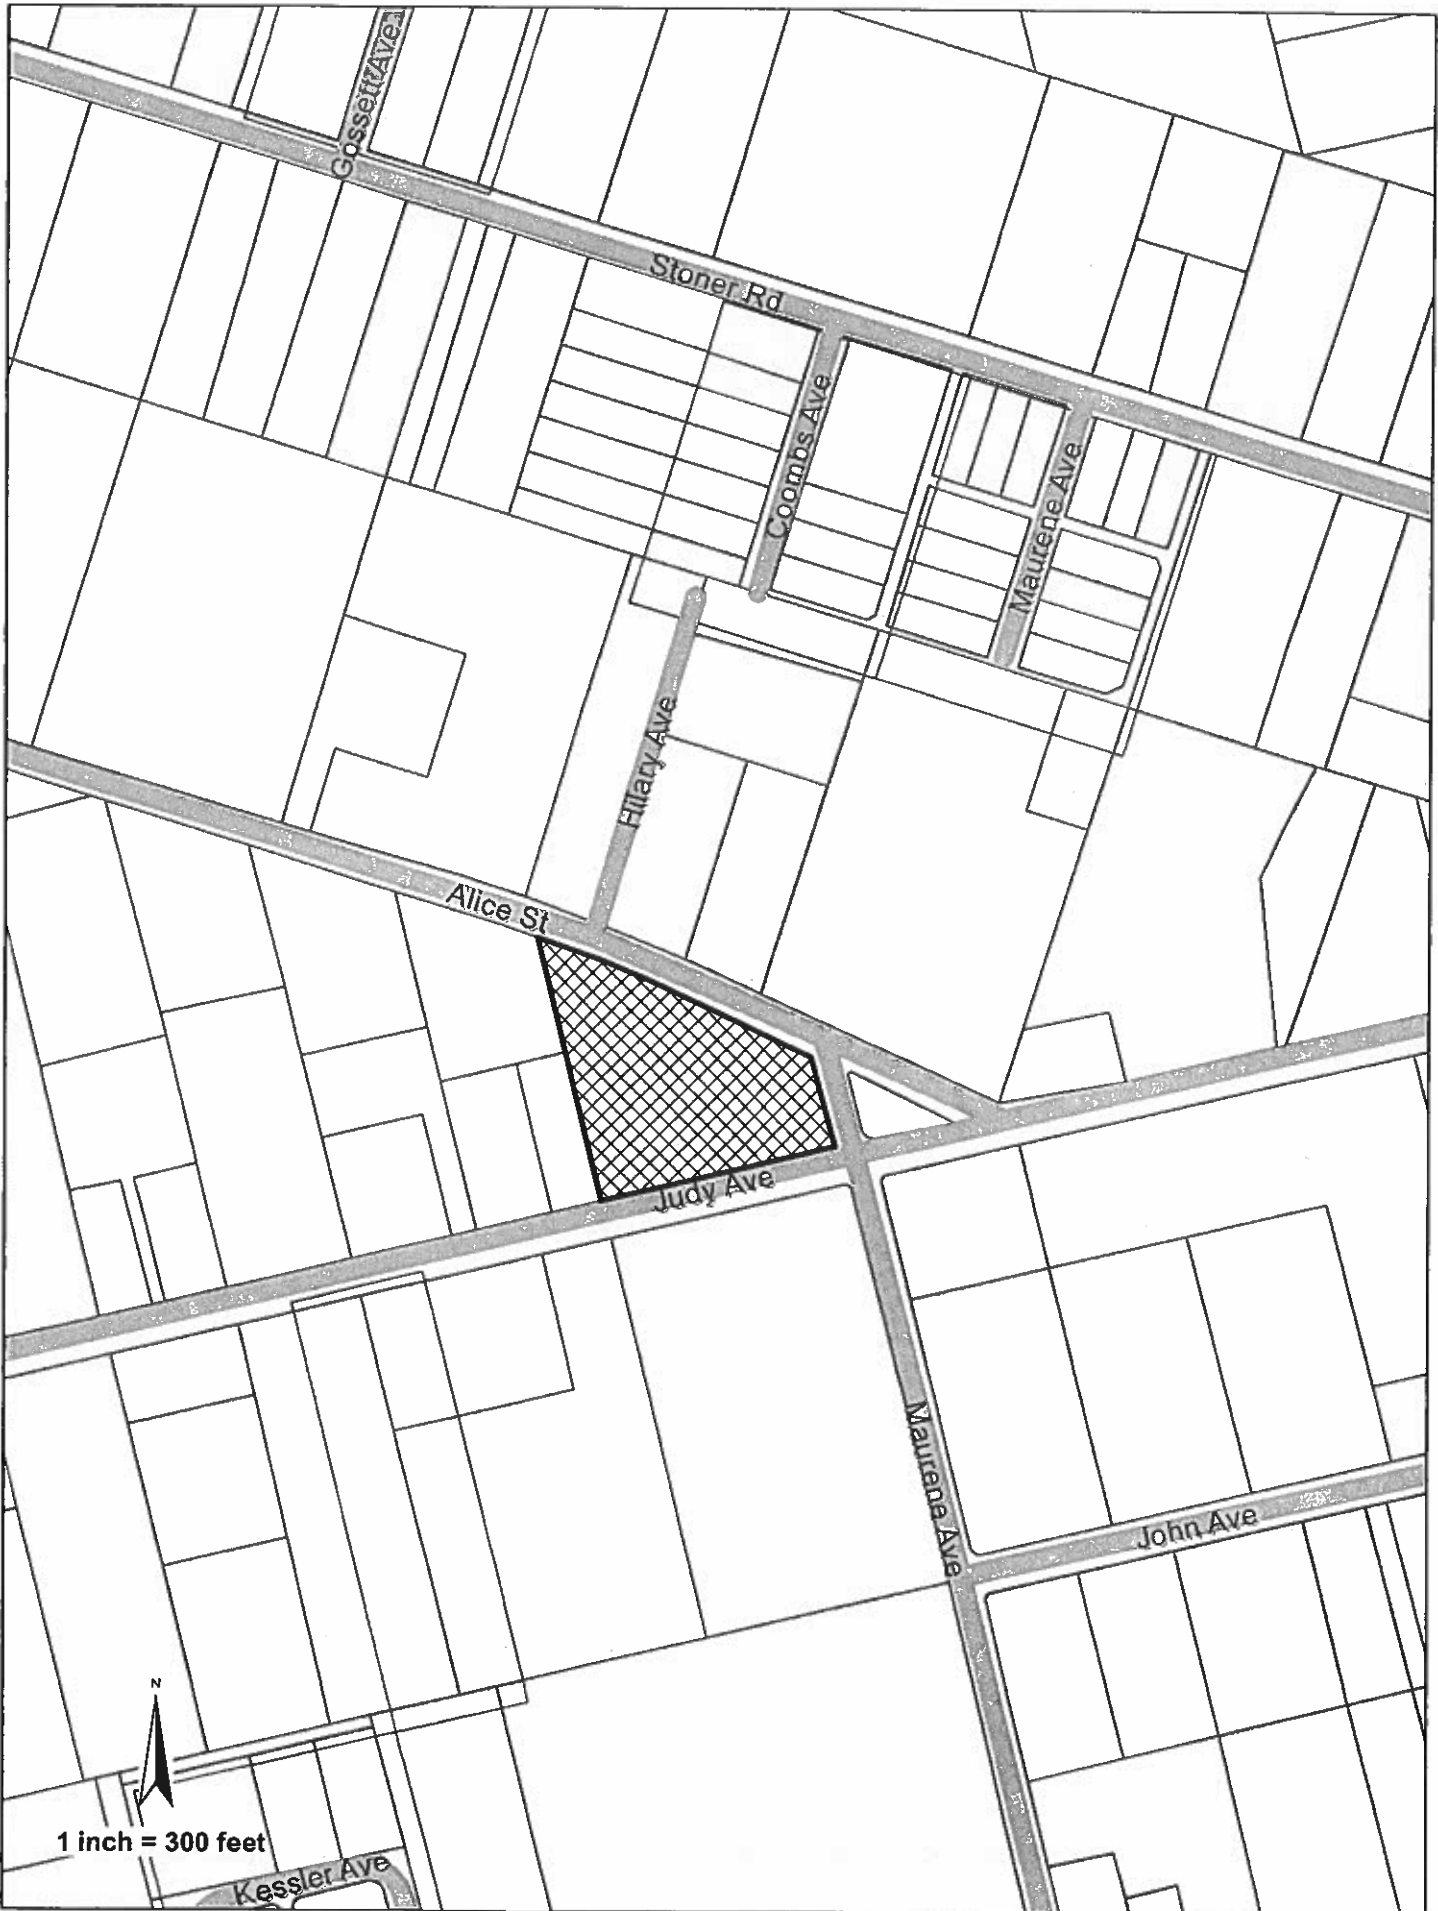 Gossett Ave
Stoner Rd
Coombs Ave
Maurene Ave
Hilary Ave
Alice St
Judy Ave
Maurene Ave
John Ave
N
1 inch = 300 feet
Kessler Ave